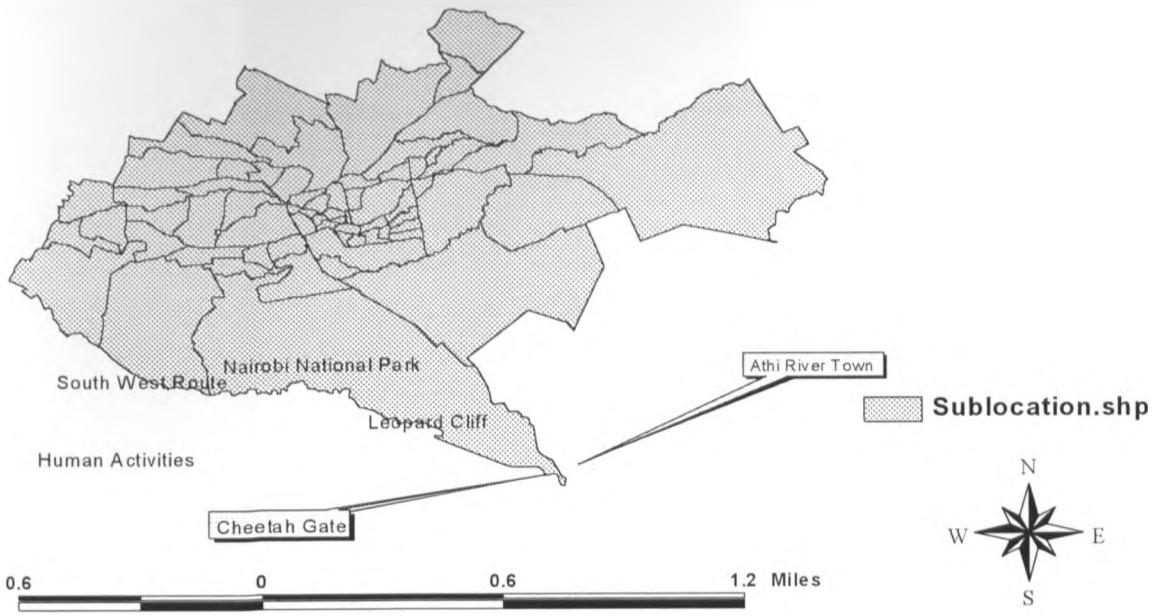 Nairobi National Park
South West Route
Athi River Town
Sublocation.shp
Leopard Cliff
Human Activities
N
W
E
S
Cheetah Gate
0.6 0 0.6 1.2 Miles